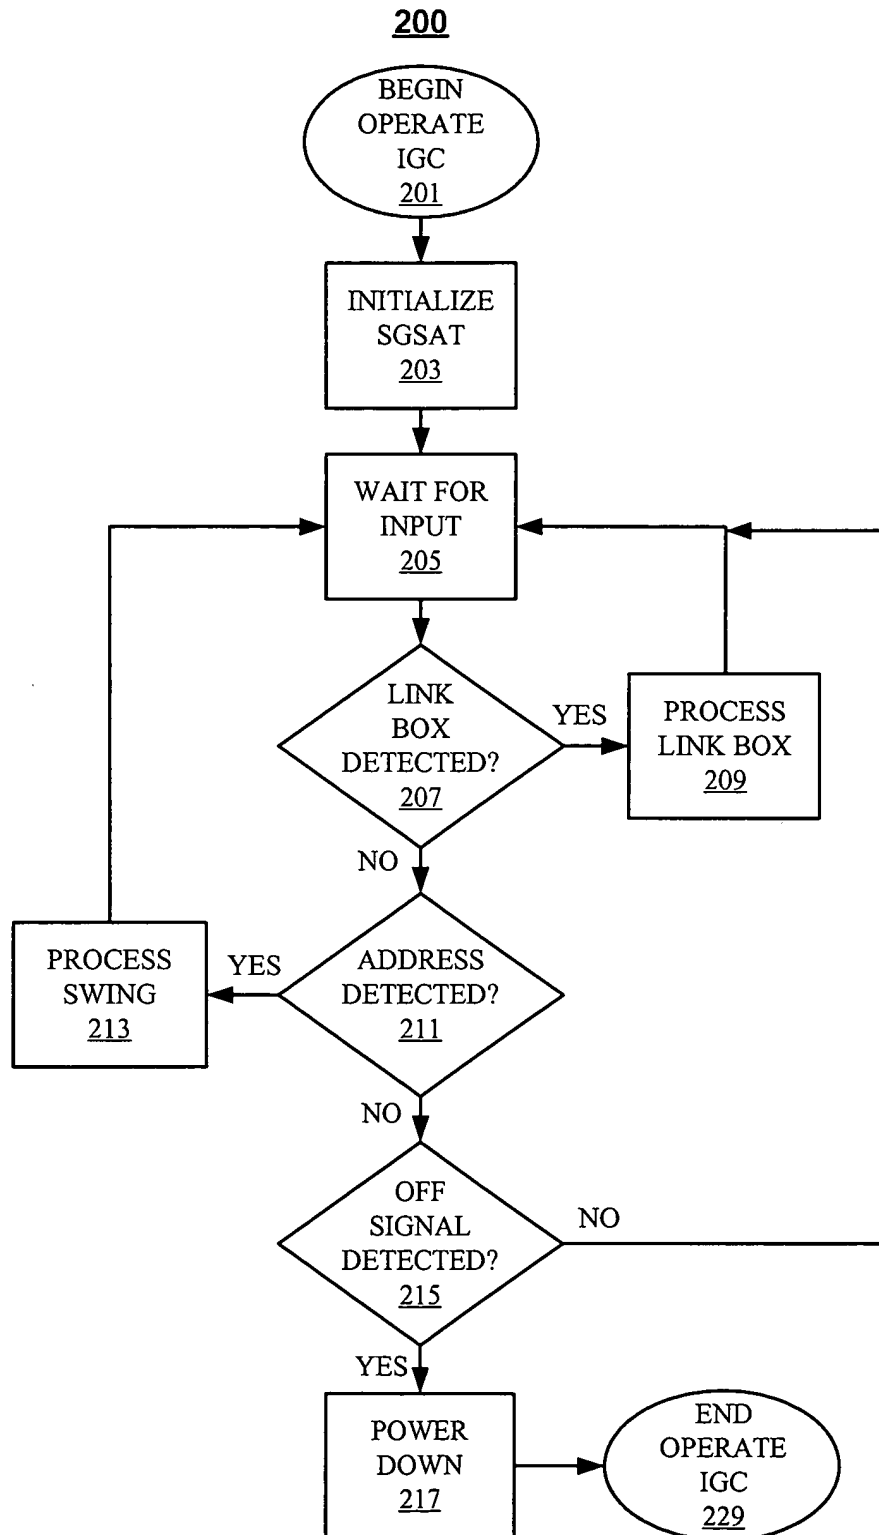 200
BEGIN
OPERATE
IGC
201
INITIALIZE
SGSAT
203
WAIT FOR
INPUT
205
LINK
BOX
DETECTED?
207
YES
PROCESS
LINK BOX
209
NO
PROCESS
SWING
213
YES
ADDRESS
DETECTED?
211
NO
OFF
SIGNAL
DETECTED?
215
NO
YES
POWER
DOWN
217
END
OPERATE
IGC
229